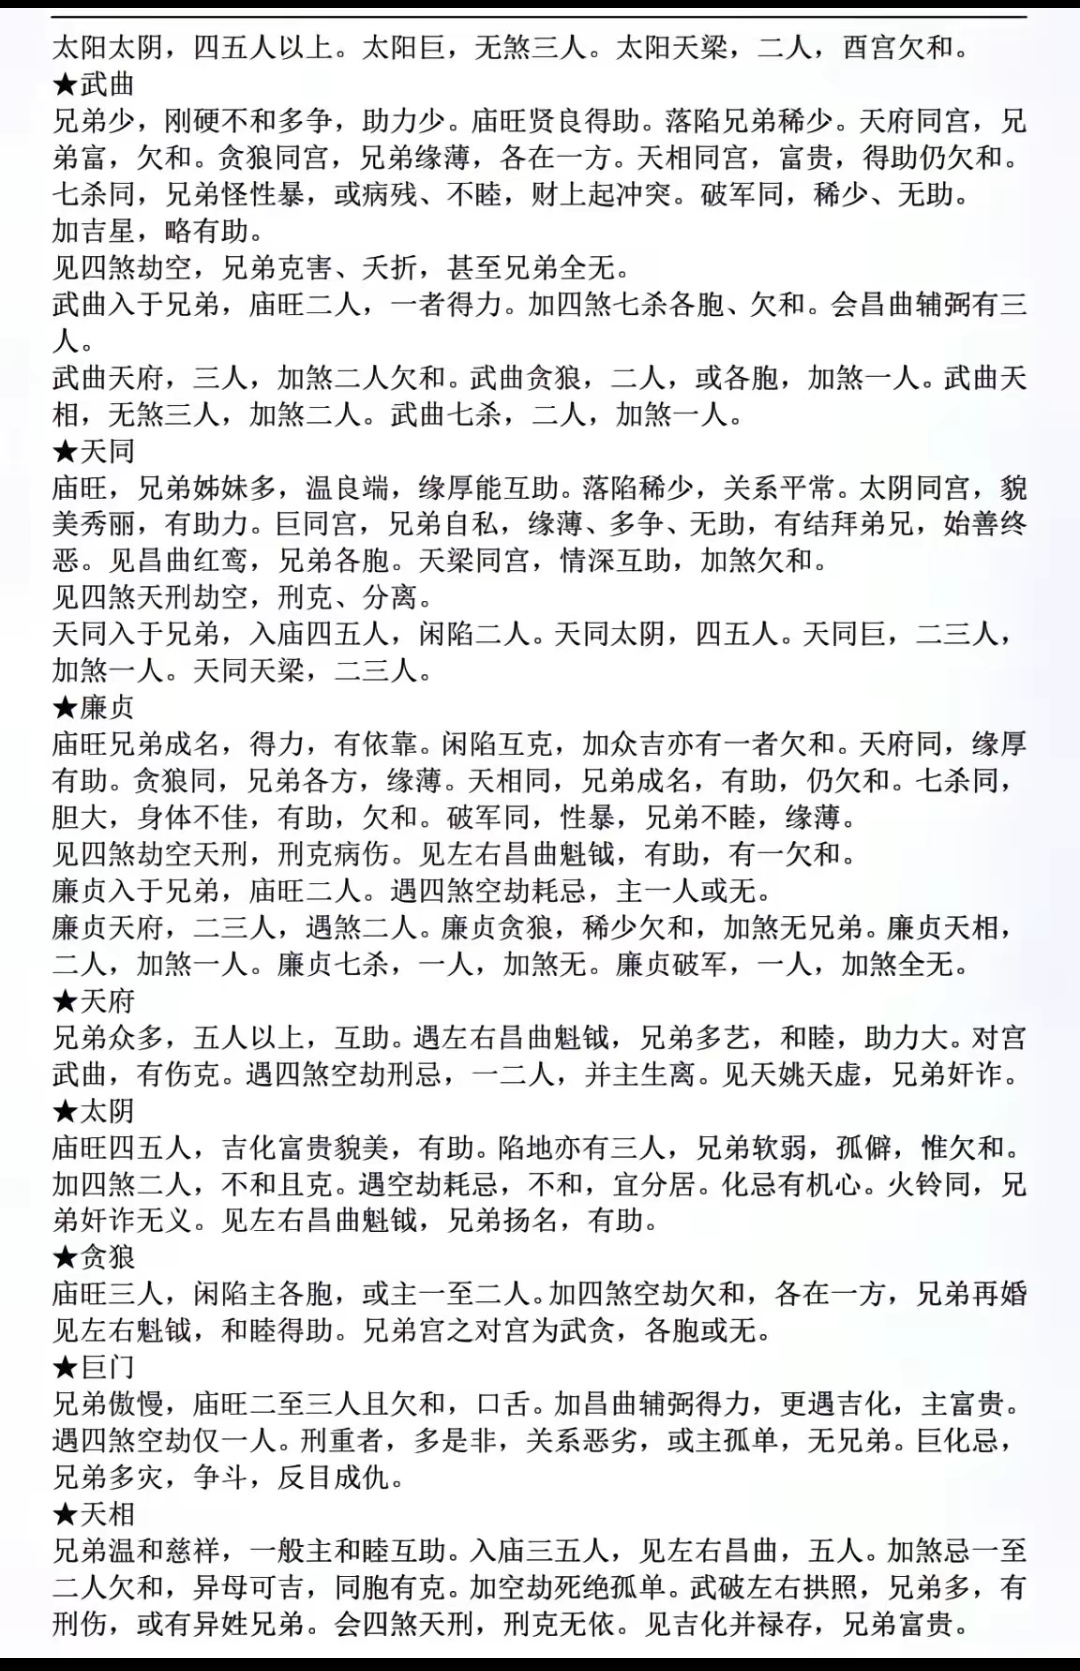 太阳太阴，四五人以上。太阳巨，无煞三人。太阳天梁，二人，酉宫欠和。
★武曲
兄弟少，刚硬不和多争，助力少。庙旺贤良得助。落陷兄弟稀少。天府同宫，兄
弟富，欠和。贪狼同宫，兄弟缘薄，各在一方。天相同宫，富贵，得助仍欠和。
七杀同，兄弟怪性暴，或病残、不睦，财上起冲突。破军同，稀少、无助。
加吉星，略有助。
见四煞劫空，兄弟克害、夭折，甚至兄弟全无。
武曲入于兄弟，庙旺二人，一者得力。加四煞七杀各胞、欠和。会昌曲辅弼有三
人。
武曲天府，三人，加煞二人欠和。武曲贪狼，二人，或各胞，加煞一人。武曲天
相，无煞三人，加煞二人。武曲七杀，二人，加煞一人。
★天同
庙旺，兄弟姊妹多，温良端，缘厚能互助。落陷稀少，关系平常。太阴同宫，貌
美秀丽，有助力。巨同宫，兄弟自私，缘薄、多争、无助，有结拜弟兄，始善终
恶。见昌曲红鸾，兄弟各胞。天梁同宫，情深互助，加煞欠和。
见四煞天刑劫空，刑克、分离。
天同入于兄弟，入庙四五人，闲陷二人。天同太阴，四五人。天同巨，二三人，
加煞一人。天同天梁，二三人。
★廉贞
庙旺兄弟成名，得力，有依靠。闲陷互克，加众吉亦有一者欠和。天府同，缘厚
有助。贪狼同，兄弟各方，缘薄。天相同，兄弟成名，有助，仍欠和。七杀同，
胆大，身体不佳，有助，欠和。破军同，性暴，兄弟不睦，缘薄。
见四煞劫空天刑，刑克病伤。见左右昌曲魁钺，有助，有一欠和。
廉贞入于兄弟，庙旺二人。遇四煞空劫耗忌，主一人或无。
廉贞天府，二三人，遇煞二人。廉贞贪狼，稀少欠和，加煞无兄弟。廉贞天相，
二人，加煞一人。廉贞七杀，一人，加煞无。廉贞破军，一人，加煞全无。
★天府
兄弟众多，五人以上，互助。遇左右昌曲魁钺，兄弟多艺，和睦，助力大。对宫
武曲，有伤克。遇四煞空劫刑忌，一二人，并主生离。见天姚天虚，兄弟奸诈。
★太阴
庙旺四五人，吉化富贵貌美，有助。陷地亦有三人，兄弟软弱，孤僻，惟欠和。
加四煞二人，不和且克。遇空劫耗忌，不和，宜分居。化忌有机心。火铃同，兄
弟奸诈无义。见左右昌曲魁钺，兄弟扬名，有助。
★贪狼
庙旺三人，闲陷主各胞，或主一至二人。加四煞空劫欠和，各在一方，兄弟再婚
见左右魁钺，和睦得助。兄弟宫之对宫为武贪，各胞或无。
★巨门
兄弟傲慢，庙旺二至三人且欠和，口舌。加昌曲辅弼得力，更遇吉化，主富贵。
遇四煞空劫仅一人。刑重者，多是非，关系恶劣，或主孤单，无兄弟。巨化忌，
兄弟多灾，争斗，反目成仇。
★天相
兄弟温和慈祥，一般主和睦互助。入庙三五人，见左右昌曲，五人。加煞忌一至
二人欠和，异母可吉，同胞有克。加空劫死绝孤单。武破左右拱照，兄弟多，有
刑伤，或有异姓兄弟。会四煞天刑，刑克无依。见吉化并禄存，兄弟富贵。